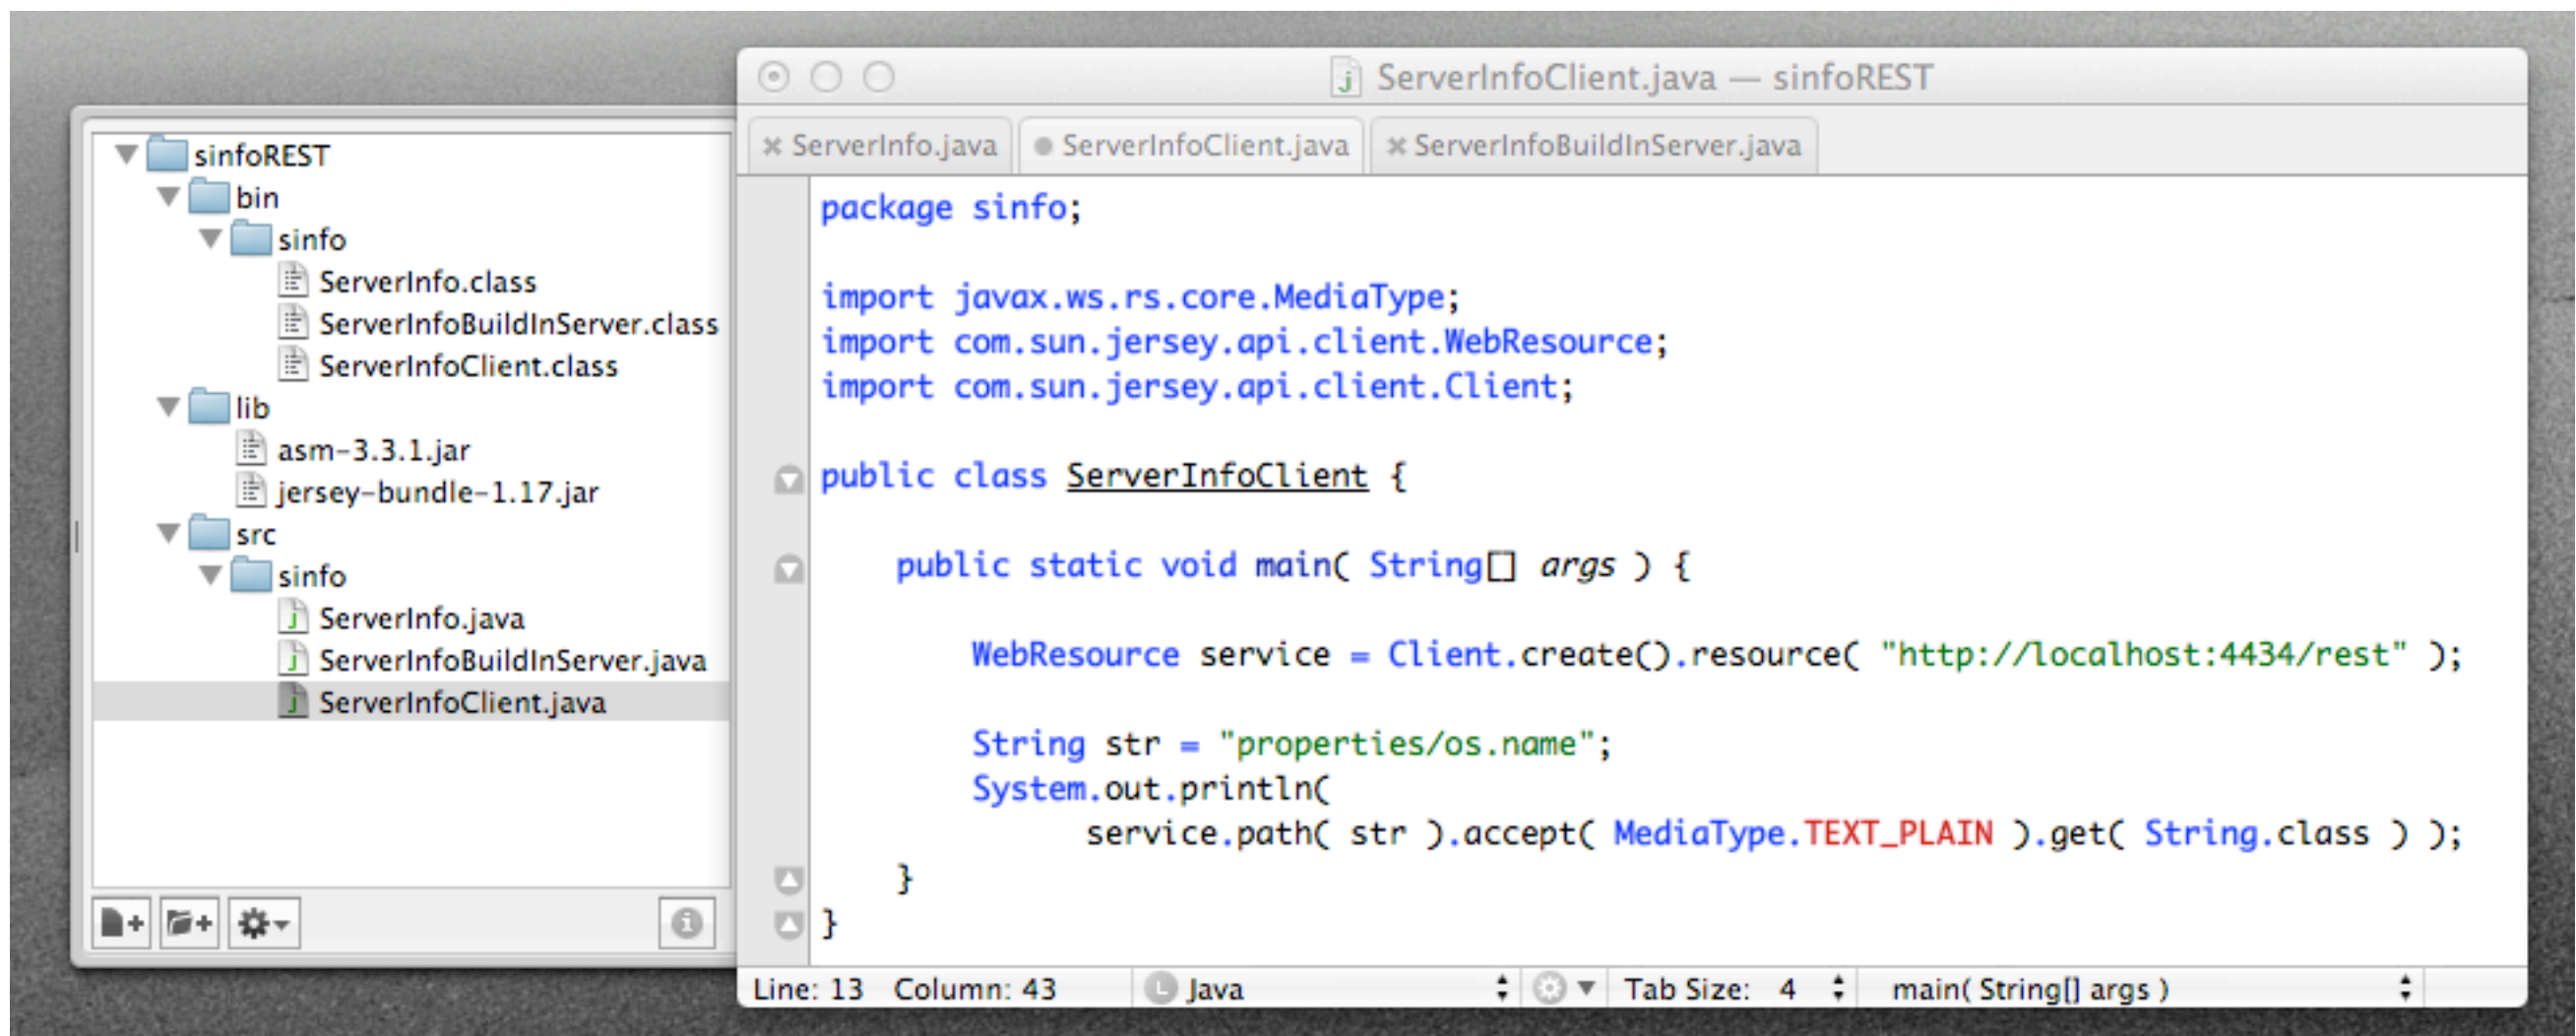 ServerInfoClient.java — sinfoREST
sinfoREST
bin
sinfo
ServerInfo.class
ServerInfoBuildInServer.class
ServerInfoClient.class
lib
asm-3.3.1.jar
jersey-bundle-1.17.jar
src
sinfo
ServerInfo.java
ServerInfoBuildInServer.java
ServerInfoClient.java
ServerInfo.java ServerInfoClient.java ServerInfoBuildInServer.java
package sinfo;
import javax.ws.rs.core.MediaType;
import com.sun.jersey.api.client.WebResource;
import com.sun.jersey.api.client.Client;
public class ServerInfoClient {
public static void main( String[] args ) {
WebResource service = Client.create().resource( "http://localhost:4434/rest" );
String str = "properties/os.name";
System.out.println(
service.path( str ).accept( MediaType.TEXT_PLAIN ).get( String.class ) );
}
}
Line: 13 Column: 43 L Java Tab Size: 4 main( String[] args )